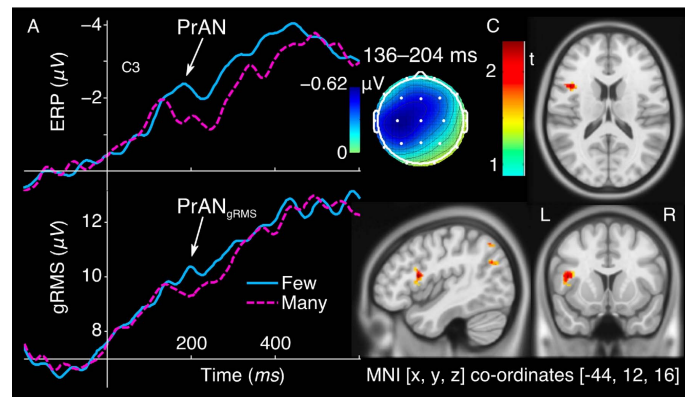 A
-4
-2
ERP (µV)
PrAN
C3
136–204 ms
−0.62
µV
0
C
2
t
1
gRMS (µV)
12
10
8
PrANgRMS
Few
Many
200
400
Time (ms)
L
R
MNI [x, y, z] co-ordinates [-44, 12, 16]